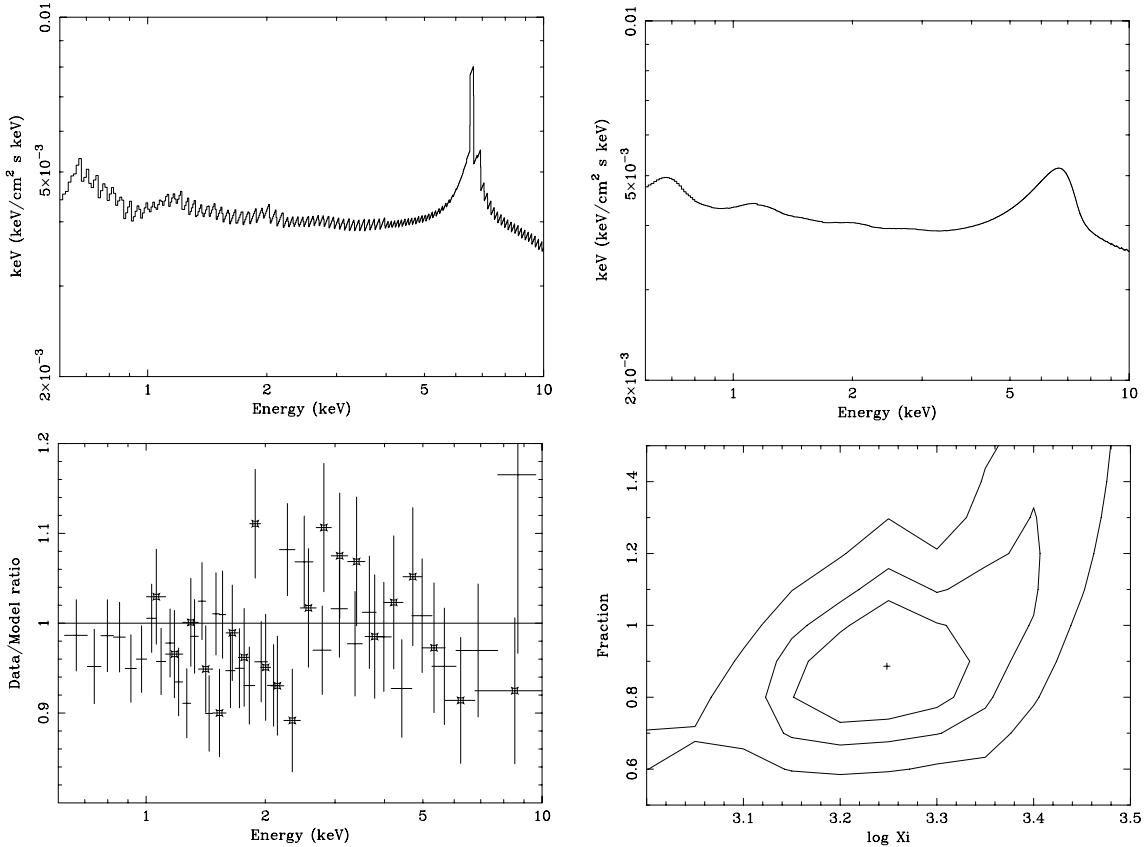 0.01
5×10⁻³
2×10⁻³
keV (keV/cm² s keV)
1 2 5 10
Energy (keV)
0.01
5×10⁻³
2×10⁻³
keV (keV/cm² s keV)
1 2 5 10
Energy (keV)
1.2
1.1
1
0.9
Data/Model ratio
1 2 5 10
Energy (keV)
1.4
1.2
1
0.8
0.6
Fraction
3.1 3.2 3.3 3.4 3.5
log Xi